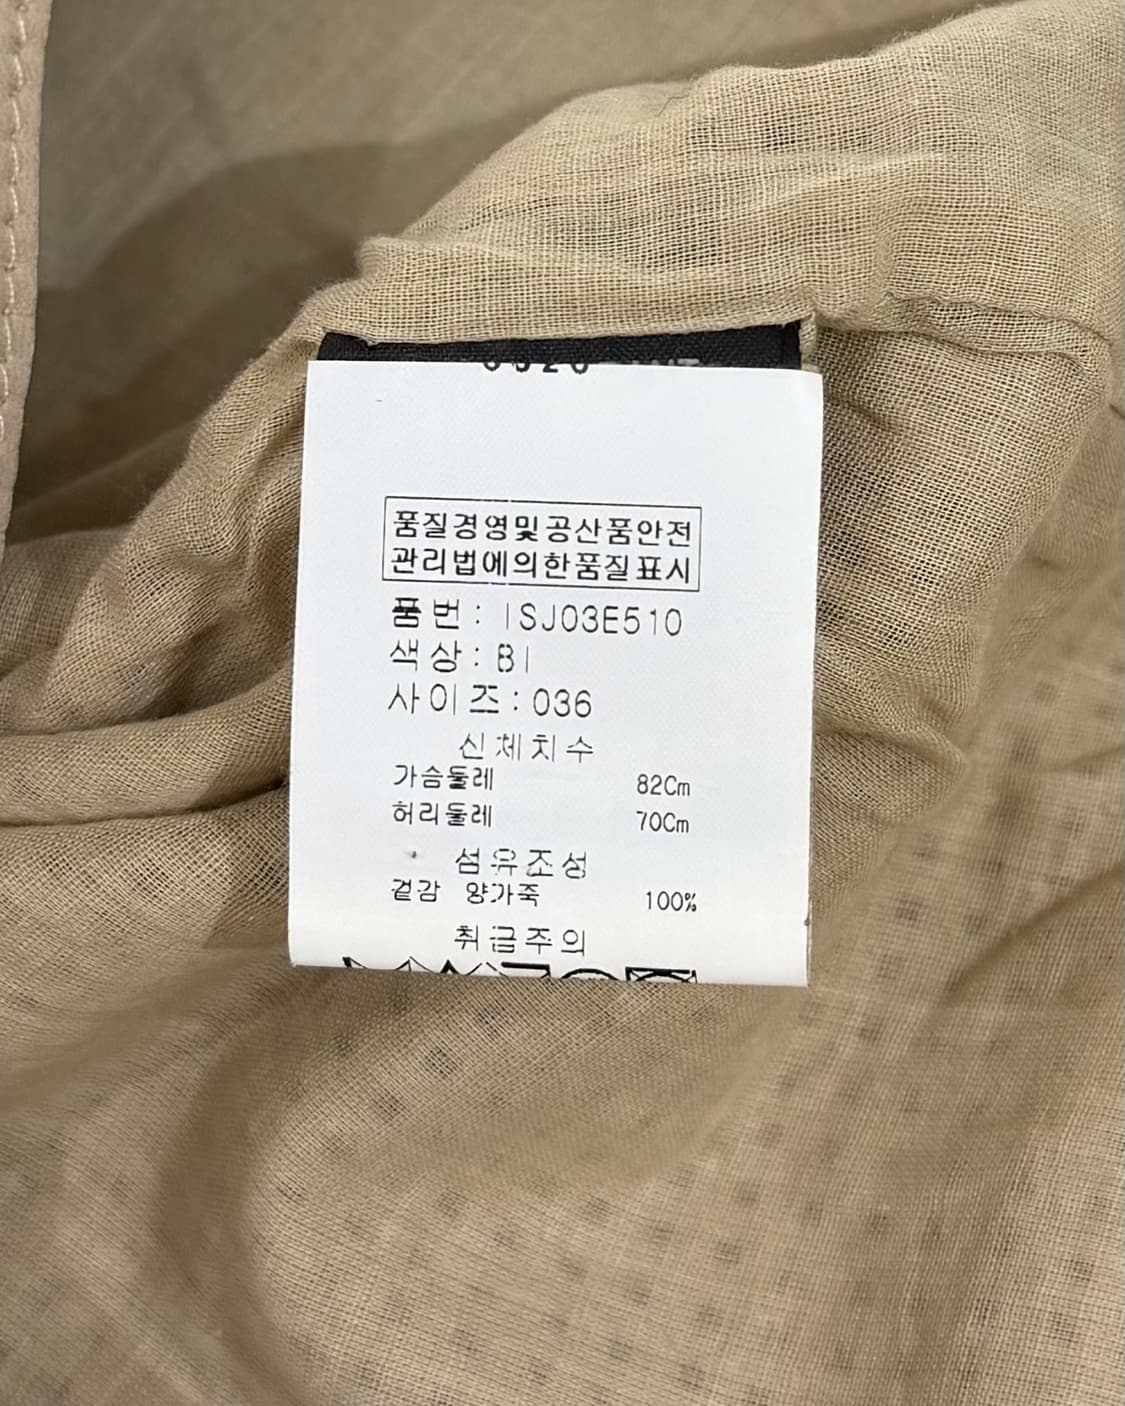 품질경영및공산품안전
관리법에의한품질표시
품번: ISJ03E510
색상: BI
사이즈: 036
신체치수
가슴둘레 82Cm
허리둘레 70Cm
섬유조성
겉감 양가죽 100%
취급주의